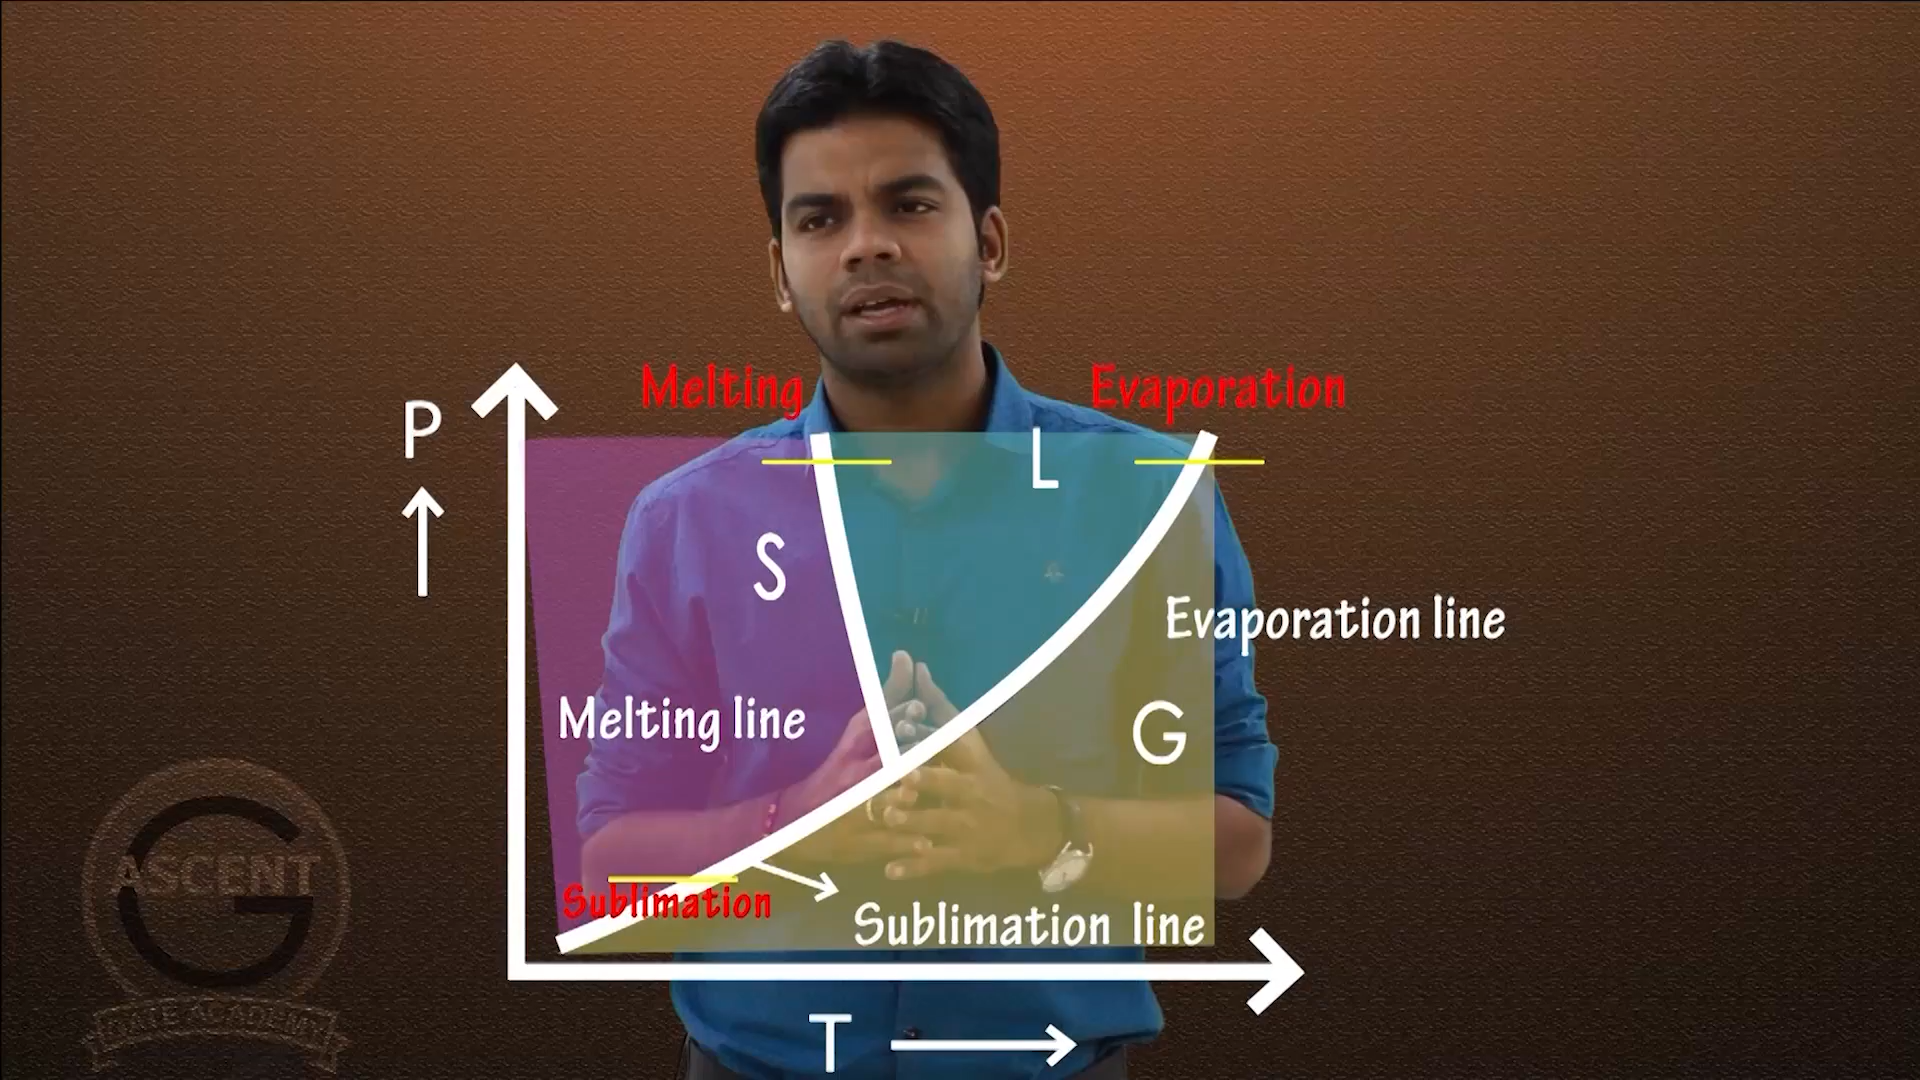 Melting
Evaporation
P
L
S
Evaporation line
Melting line
G
Sublimation
Sublimation line
T
ASCENT
G
GATE ACADEMY